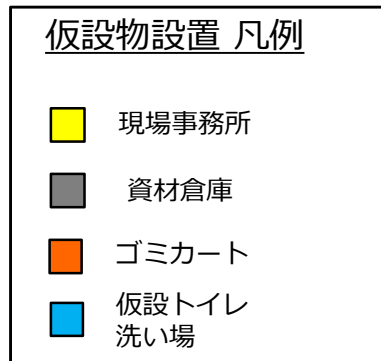 仮設物設置 凡例
現場事務所
資材倉庫
ゴミカート
仮設トイレ
洗い場